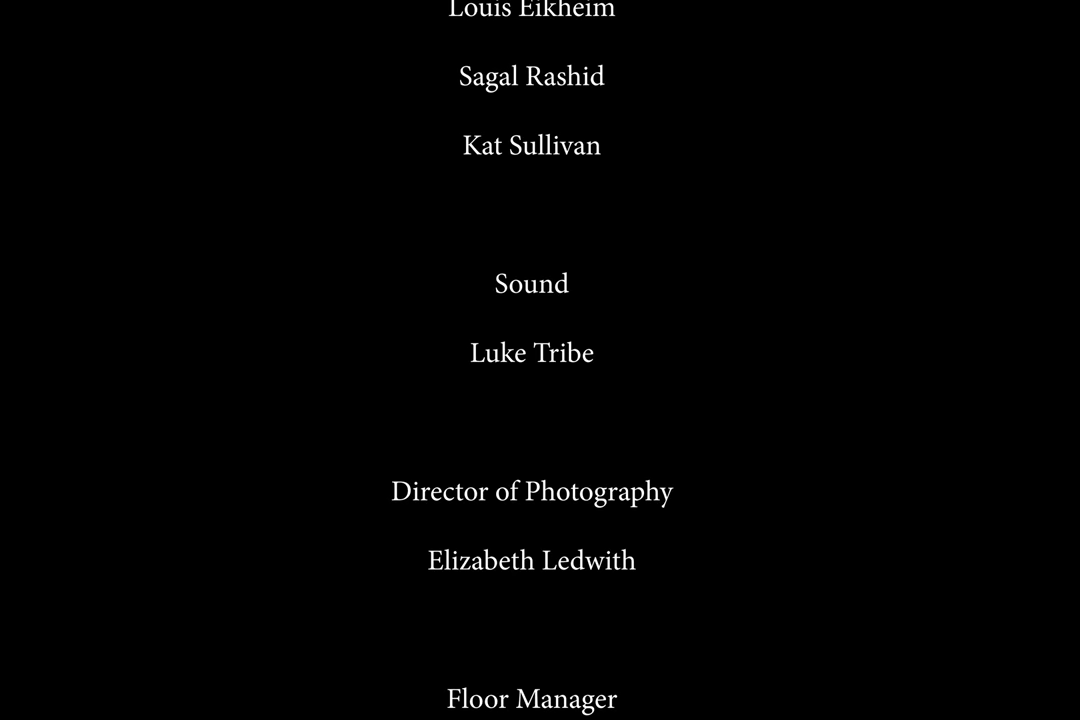 Louis Eikheim
Sagal Rashid
Kat Sullivan
Sound
Luke Tribe
Director of Photography
Elizabeth Ledwith
Floor Manager